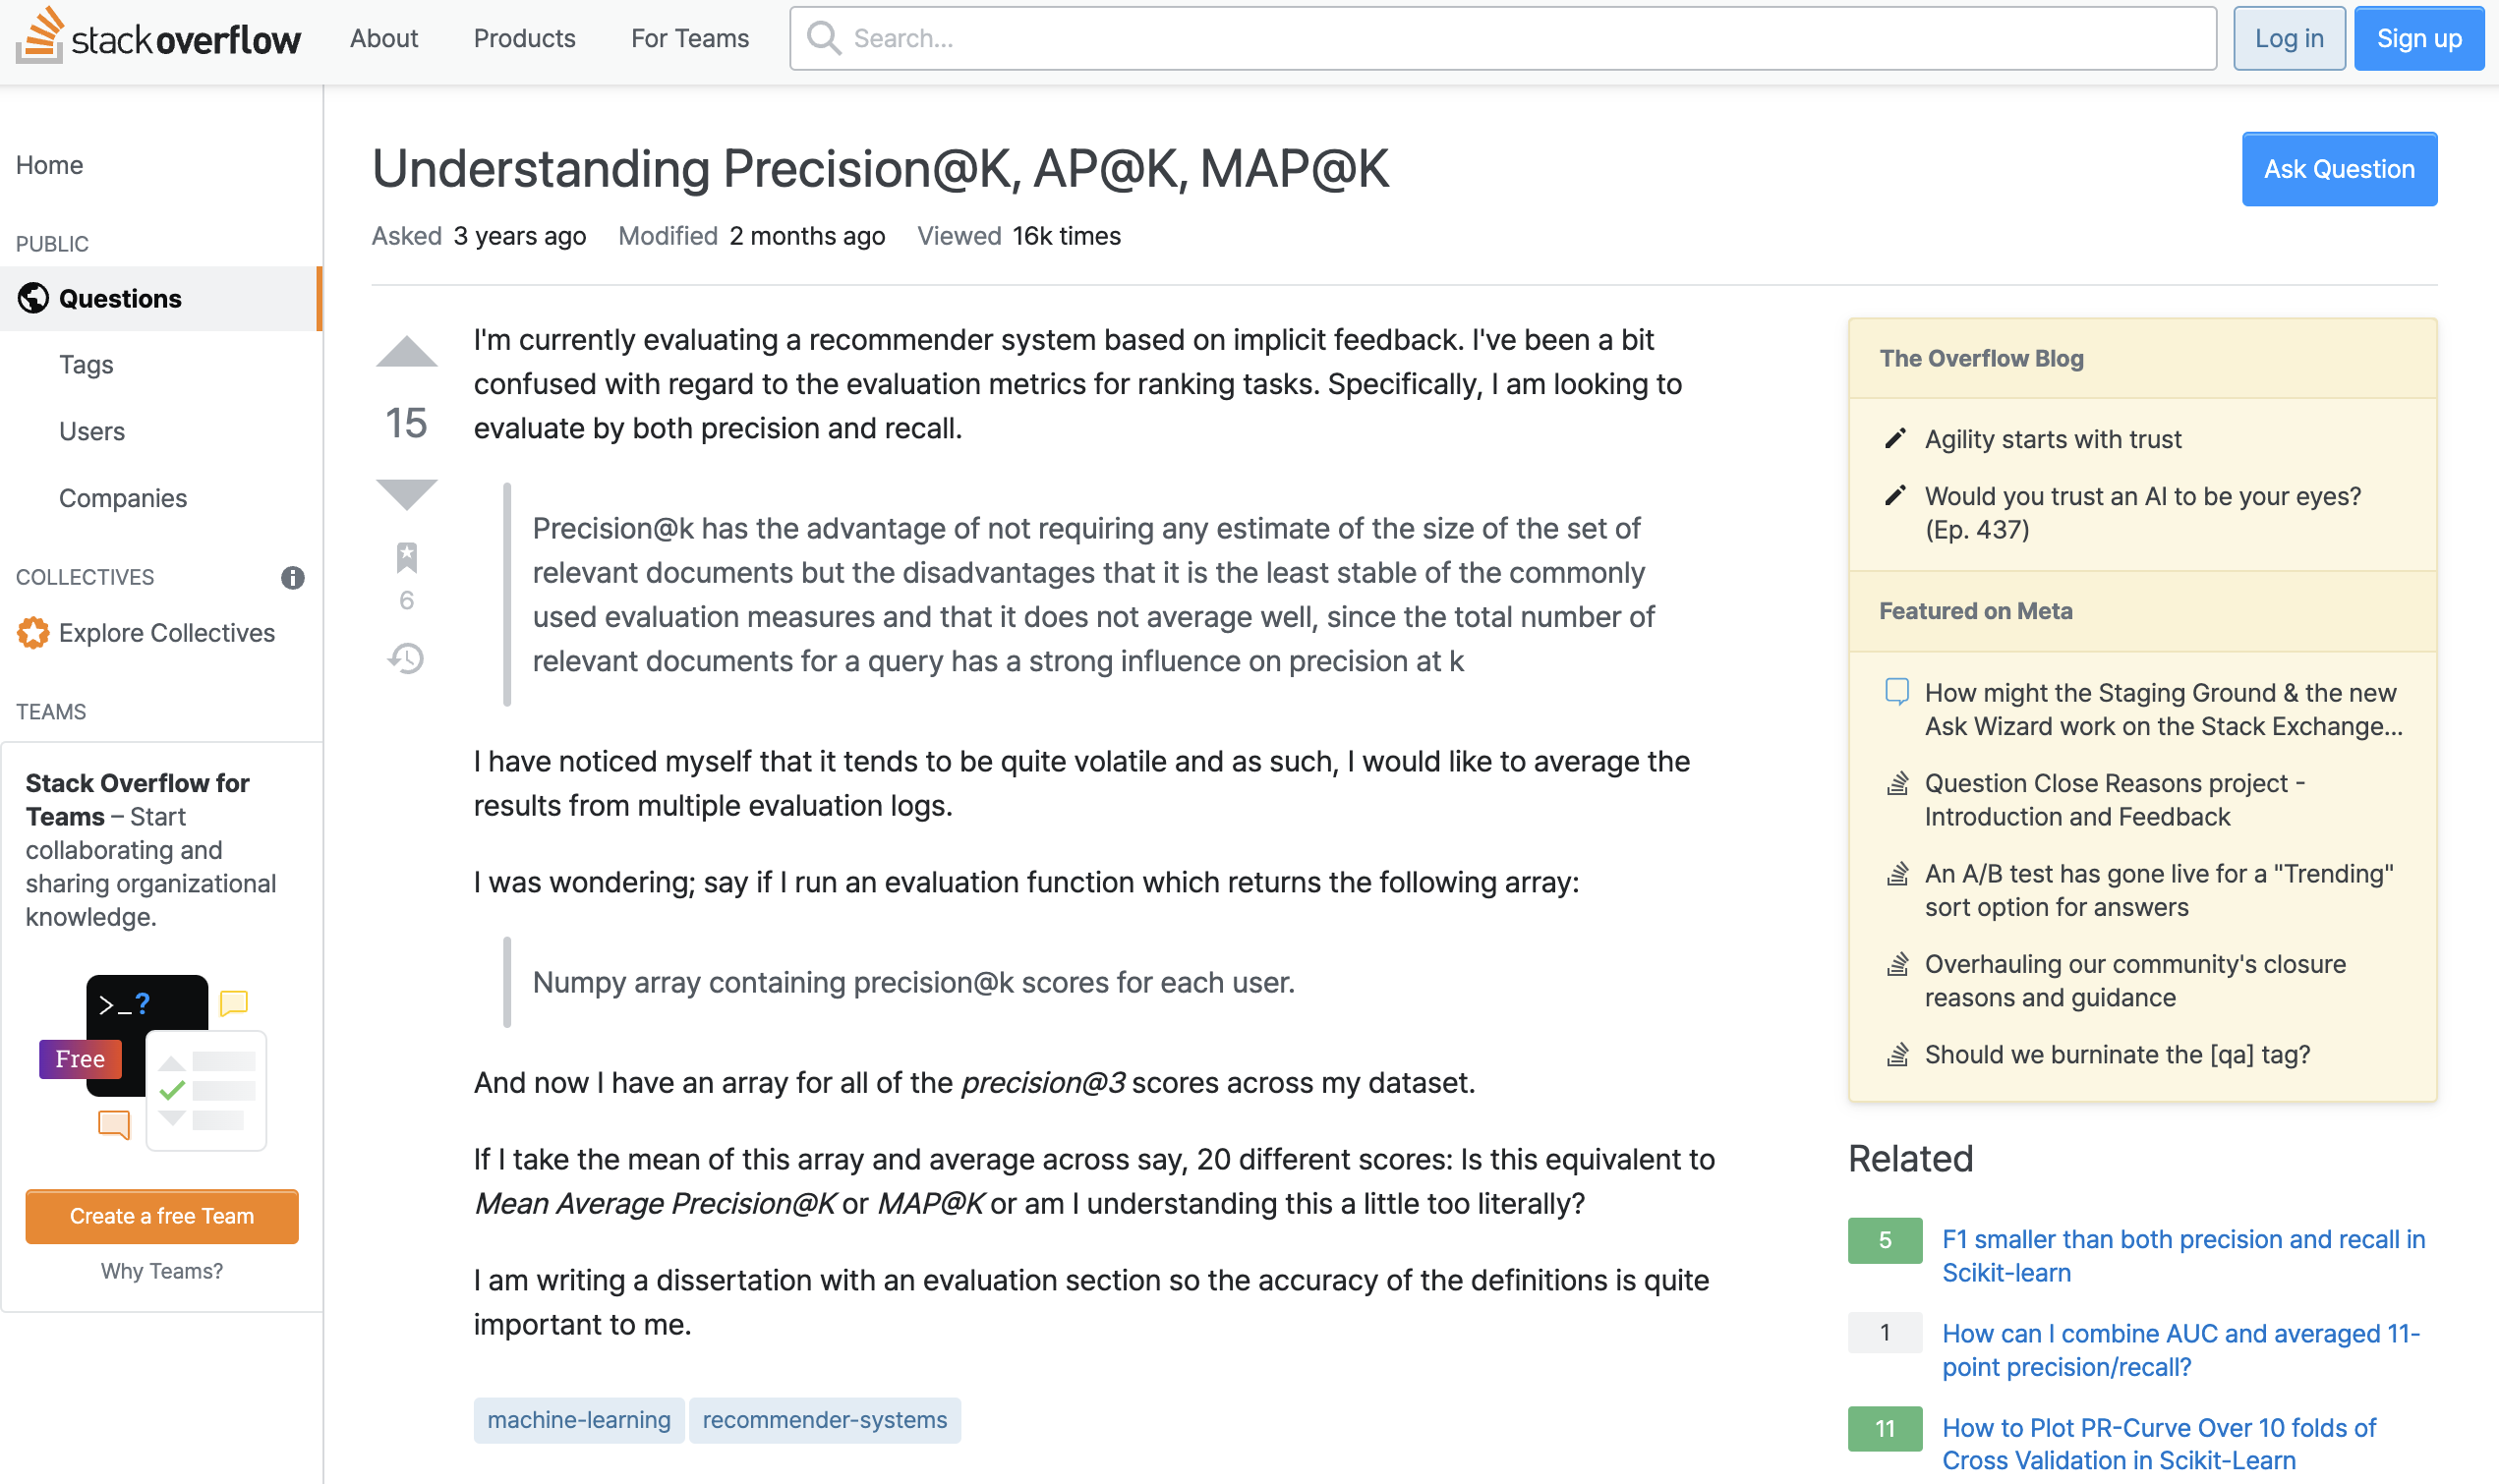 stackoverflow
About
Products
For Teams
Search...
Log in
Sign up
Home
PUBLIC
Questions
Tags
Users
Companies
COLLECTIVES
Explore Collectives
TEAMS
Stack Overflow for
Teams – Start
collaborating and
sharing organizational
knowledge.
>_?
Free
Create a free Team
Why Teams?
Understanding Precision@K, AP@K, MAP@K
Ask Question
Asked 3 years ago Modified 2 months ago Viewed 16k times
15
6
I'm currently evaluating a recommender system based on implicit feedback. I've been a bit
confused with regard to the evaluation metrics for ranking tasks. Specifically, I am looking to
evaluate by both precision and recall.
Precision@k has the advantage of not requiring any estimate of the size of the set of
relevant documents but the disadvantages that it is the least stable of the commonly
used evaluation measures and that it does not average well, since the total number of
relevant documents for a query has a strong influence on precision at k
I have noticed myself that it tends to be quite volatile and as such, I would like to average the
results from multiple evaluation logs.
I was wondering; say if I run an evaluation function which returns the following array:
Numpy array containing precision@k scores for each user.
And now I have an array for all of the precision@3 scores across my dataset.
If I take the mean of this array and average across say, 20 different scores: Is this equivalent to
Mean Average Precision@K or MAP@K or am I understanding this a little too literally?
I am writing a dissertation with an evaluation section so the accuracy of the definitions is quite
important to me.
machine-learning
recommender-systems
The Overflow Blog
Agility starts with trust
Would you trust an AI to be your eyes?
(Ep. 437)
Featured on Meta
How might the Staging Ground & the new
Ask Wizard work on the Stack Exchange...
Question Close Reasons project -
Introduction and Feedback
An A/B test has gone live for a "Trending"
sort option for answers
Overhauling our community's closure
reasons and guidance
Should we burninate the [qa] tag?
Related
5
F1 smaller than both precision and recall in
Scikit-learn
1
How can I combine AUC and averaged 11-
point precision/recall?
11
How to Plot PR-Curve Over 10 folds of
Cross Validation in Scikit-Learn